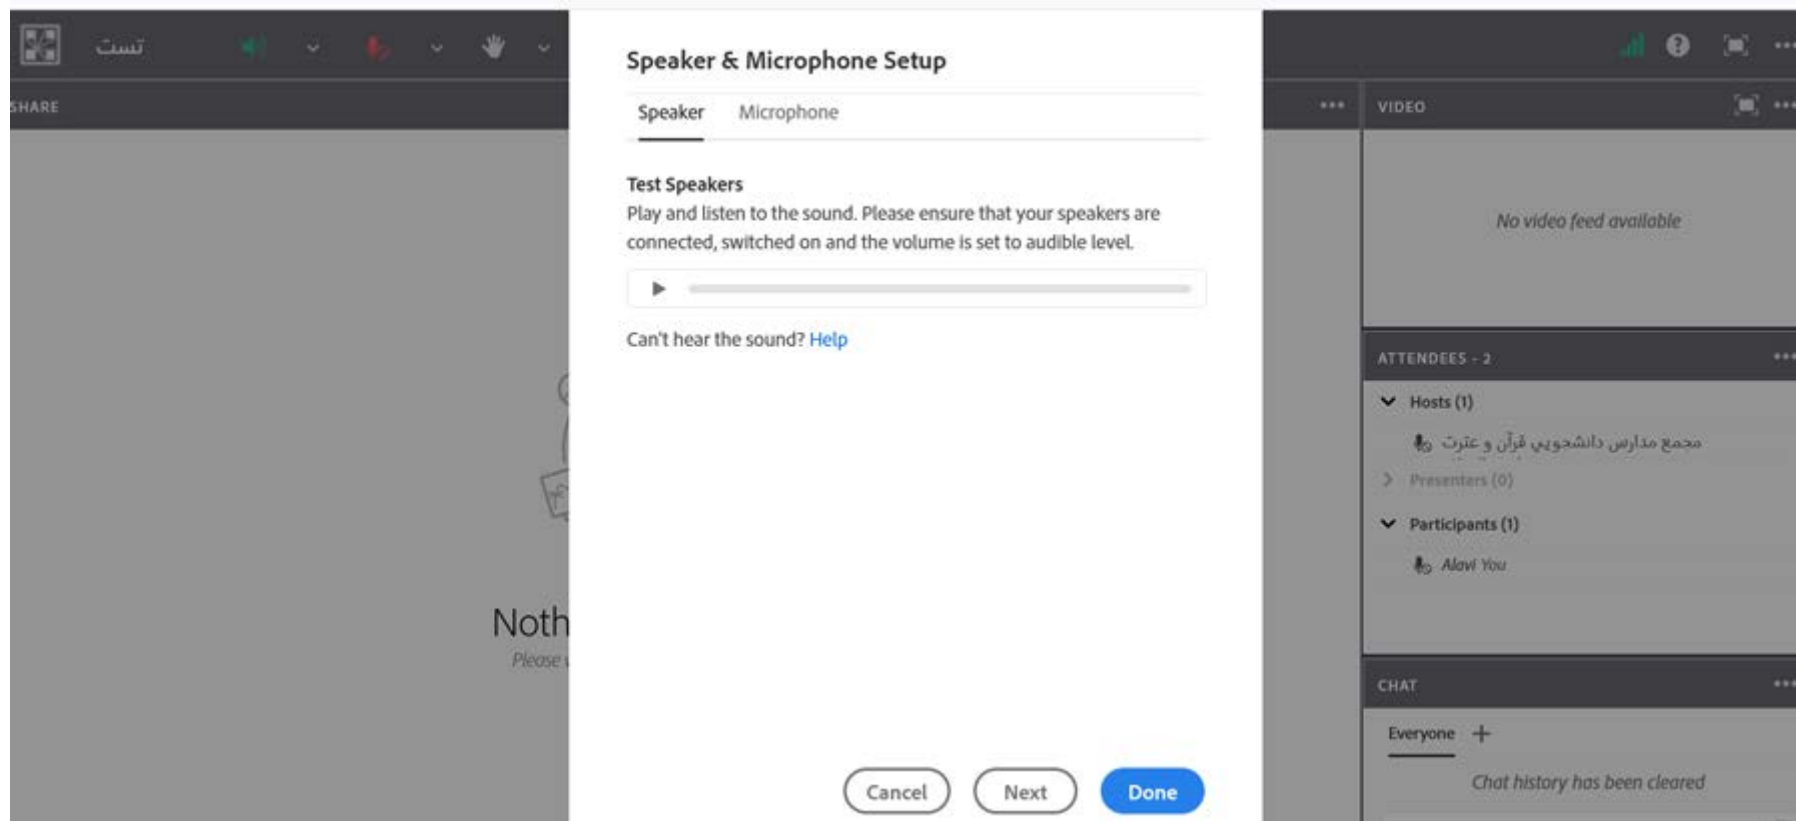 تست
Speaker & Microphone Setup
SHARE
Speaker Microphone
VIDEO
Test Speakers
Play and listen to the sound. Please ensure that your speakers are
connected, switched on and the volume is set to audible level.
No video feed available
Can't hear the sound? Help
ATTENDEES - 2
Hosts (1)
مجمع مدارس دانشجویی قرآن و عترت
Presenters (0)
Participants (1)
Alavi You
Noth
Please
CHAT
Everyone
Chat history has been cleared
Cancel Next Done